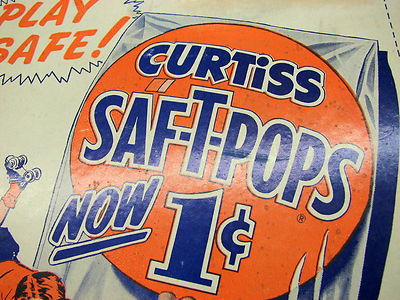 PLAY
SAFE!
CURTiSS
SAF-T-POPS
®
NOW 1¢